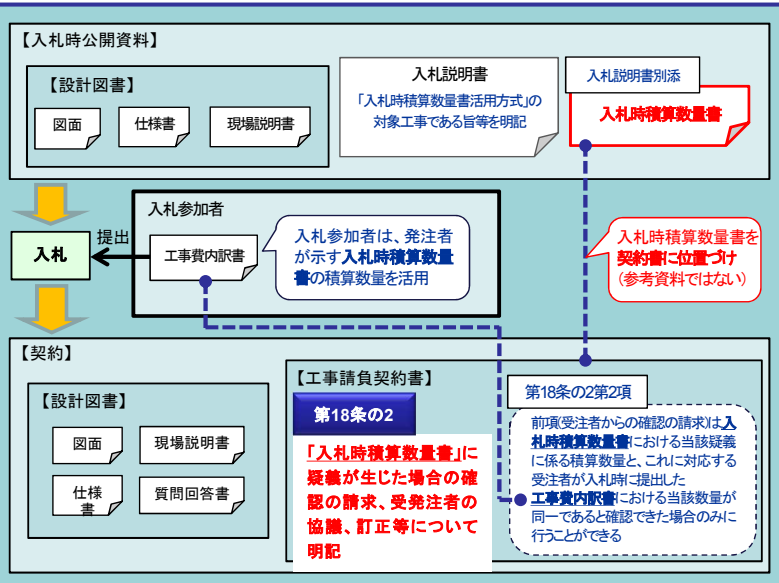 【入札時公開資料】
【設計図書】
図面
仕様書
現場説明書
入札説明書
「入札時積算数量書活用方式」の
対象工事である旨等を明記
入札説明書別添
入札時積算数量書
入札
提出
入札参加者
工事費内訳書
入札参加者は、発注者
が示す入札時積算数量
書の積算数量を活用
入札時積算数量書を
契約書に位置づけ
(参考資料ではない)
【契約】
【設計図書】
図面
現場説明書
仕様
書
質問回答書
【工事請負契約書】
第18条の2
「入札時積算数量書」に
疑義が生じた場合の確
認の請求、受発注者の
協議、訂正等について
明記
第18条の2第2項
前項(受注者からの確認の請求)は、入
札時積算数量書における当該疑義
に係る積算数量と、これに対応する
受注者が入札時に提出した
工事費内訳書における当該数量が
同一であると確認できた場合のみに
行うことができる